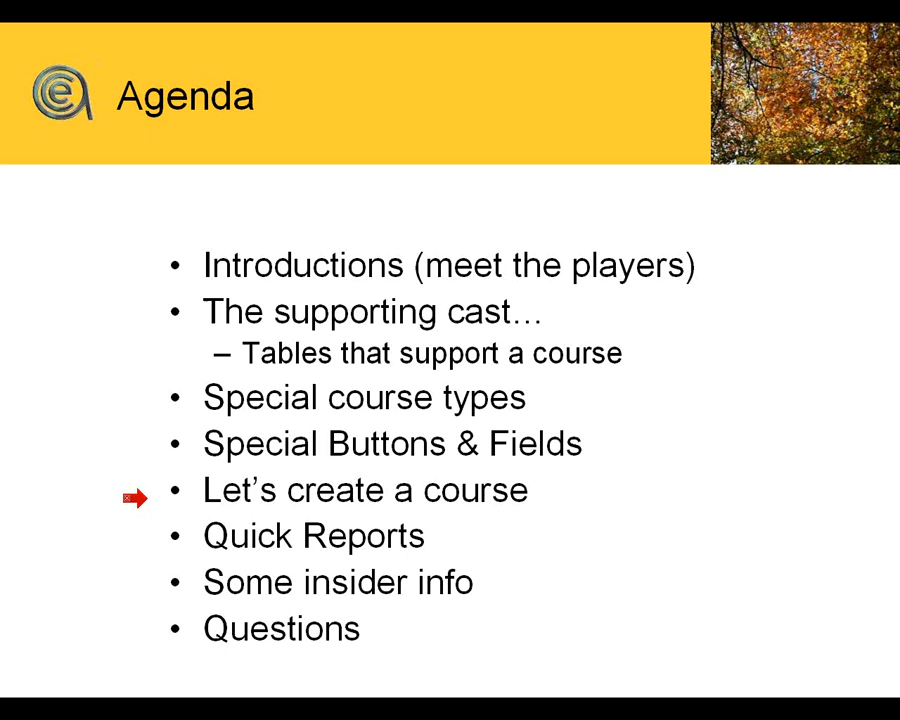 Agenda
• Introductions (meet the players)
• The supporting cast…
– Tables that support a course
• Special course types
• Special Buttons & Fields
• Let's create a course
• Quick Reports
• Some insider info
• Questions